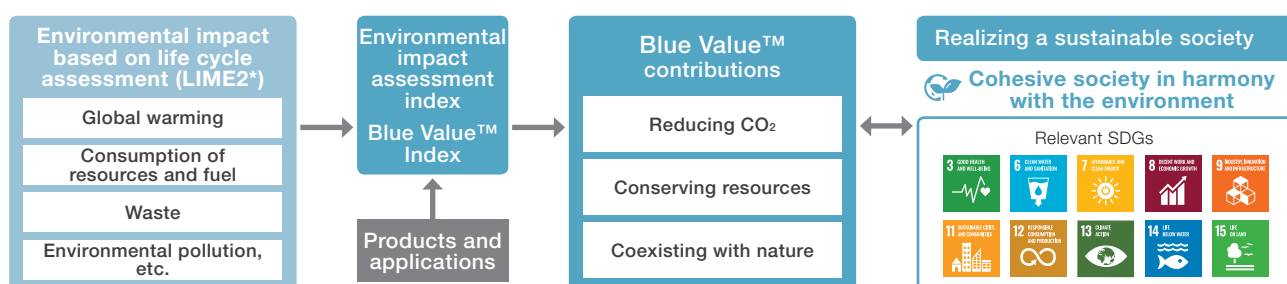 Environmental impact
based on life cycle
assessment (LIME2*)
Global warming
Consumption of
resources and fuel
Waste
Environmental pollution,
etc.
Environmental
impact
assessment
index
Blue Value™
Index
Products and
applications
Blue Value™
contributions
Reducing CO₂
Conserving resources
Coexisting with nature
Realizing a sustainable society
Cohesive society in harmony
with the environment
Relevant SDGs
3 GOOD HEALTH
AND WELL-BEING
6 CLEAN WATER
AND SANITATION
7 AFFORDABLE AND
CLEAN ENERGY
8 DECENT WORK AND
ECONOMIC GROWTH
9 INDUSTRY, INNOVATION
AND INFRASTRUCTURE
11 SUSTAINABLE CITIES
AND COMMUNITIES
12 RESPONSIBLE
CONSUMPTION
AND PRODUCTION
13 CLIMATE
ACTION
14 LIFE
BELOW WATER
15 LIFE
ON LAND